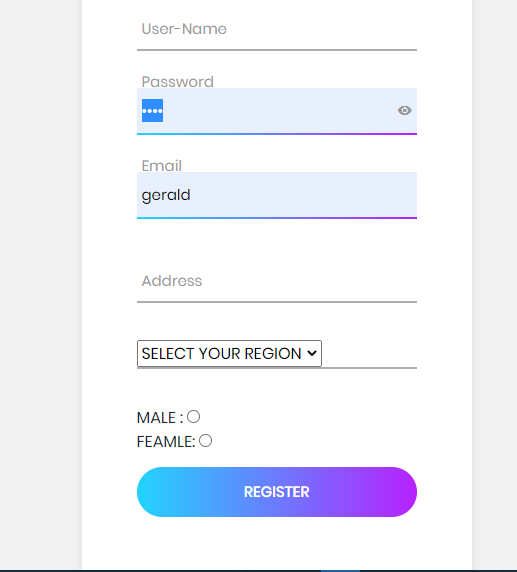 User-Name
Password
••••
Email
gerald
Address
SELECT YOUR REGION
MALE :
FEAMLE:
REGISTER